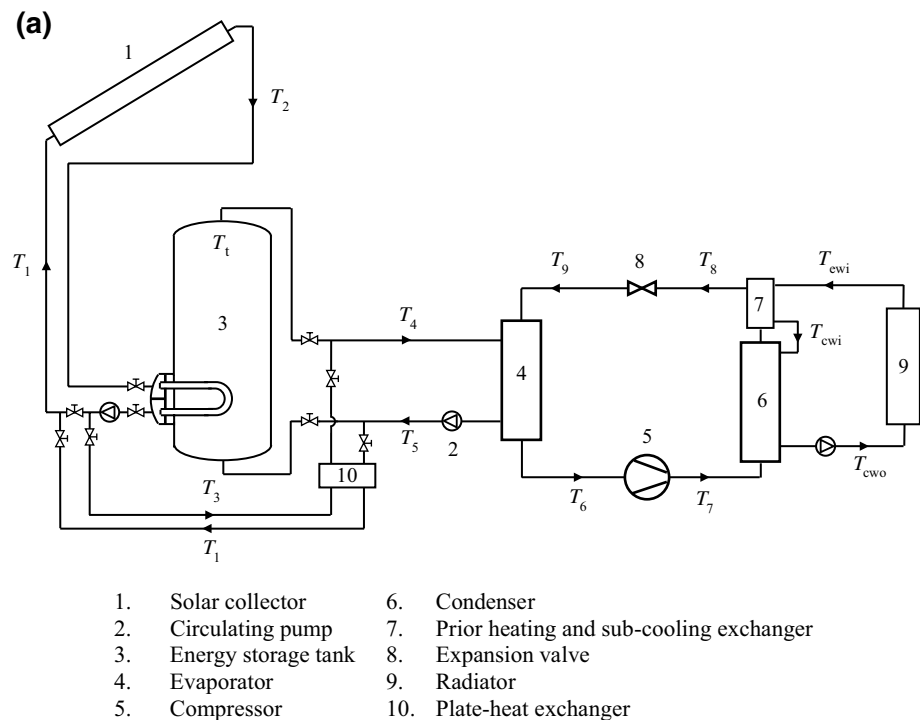 (a)
1
T2
T1
Tt
3
T4
T9
8
T8
Tewi
7
Tcwi
4
6
9
T5
2
5
T3
10
T6
T7
Tcwo
T1
1. Solar collector 6. Condenser
2. Circulating pump 7. Prior heating and sub-cooling exchanger
3. Energy storage tank 8. Expansion valve
4. Evaporator 9. Radiator
5. Compressor 10. Plate-heat exchanger